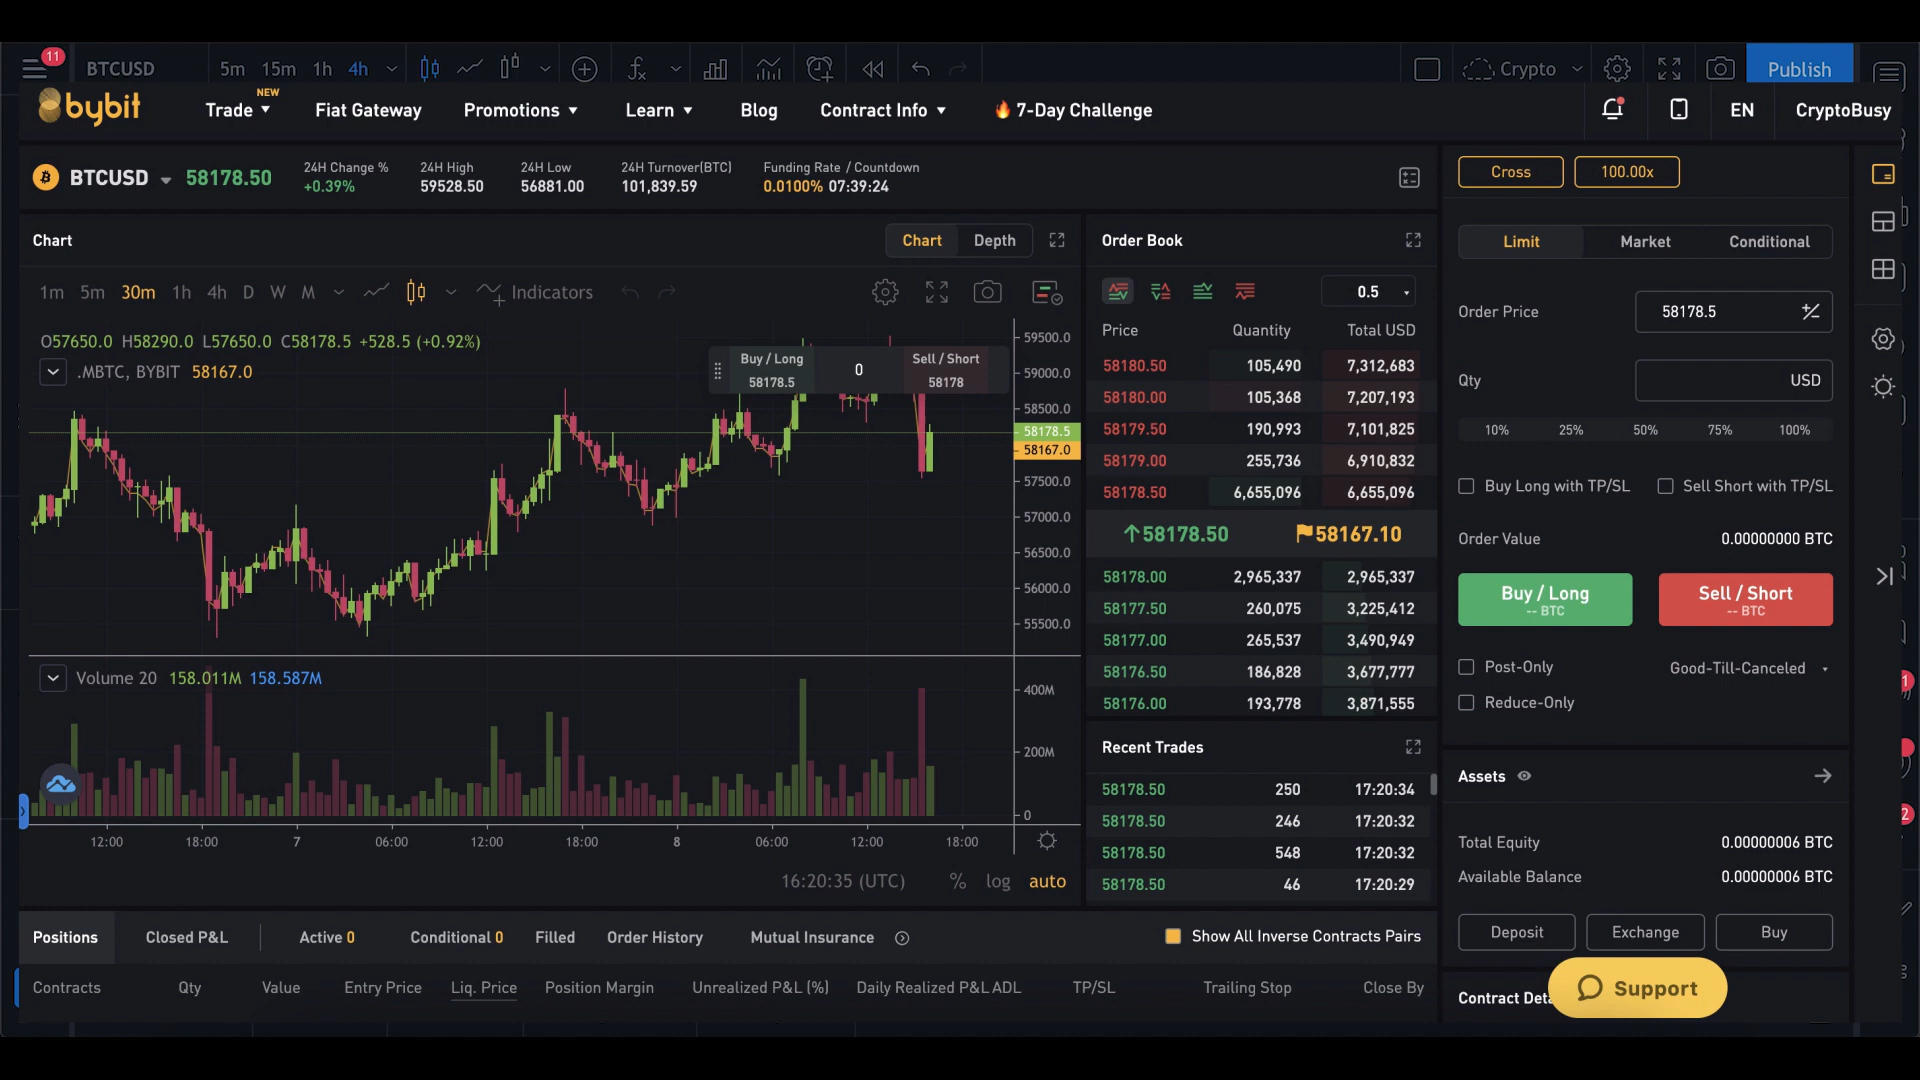 11
BTCUSD 5m 15m 1h 4h Crypto Publish
bybit Trade NEW Fiat Gateway Promotions Learn Blog Contract Info 7-Day Challenge EN CryptoBusy
BTCUSD 58178.50
24H Change %
+0.39%
24H High
59528.50
24H Low
56881.00
24H Turnover(BTC)
101,839.59
Funding Rate / Countdown
0.0100% 07:39:24
Chart Chart Depth
1m 5m 30m 1h 4h D W M Indicators
O57650.0 H58290.0 L57650.0 C58178.5 +528.5 (+0.92%)
.MBTC, BYBIT 58167.0
Buy / Long
58178.5
0
Sell / Short
58178
59500.0
59000.0
58500.0
58178.5
58167.0
57500.0
57000.0
56500.0
56000.0
55500.0
Volume 20 158.011M 158.587M
400M
200M
0
12:00 18:00 7 06:00 12:00 18:00 8 06:00 12:00 18:00
16:20:35 (UTC) % log auto
Order Book
0.5
Price Quantity Total USD
58180.50 105,490 7,312,683
58180.00 105,368 7,207,193
58179.50 190,993 7,101,825
58179.00 255,736 6,910,832
58178.50 6,655,096 6,655,096
58178.50 58167.10
58178.00 2,965,337 2,965,337
58177.50 260,075 3,225,412
58177.00 265,537 3,490,949
58176.50 186,828 3,677,777
58176.00 193,778 3,871,555
Recent Trades
58178.50 250 17:20:34
58178.50 246 17:20:32
58178.50 548 17:20:32
58178.50 46 17:20:29
Cross 100.00x
Limit Market Conditional
Order Price 58178.5
Qty USD
10% 25% 50% 75% 100%
Buy Long with TP/SL Sell Short with TP/SL
Order Value 0.00000000 BTC
Buy / Long
-- BTC
Sell / Short
-- BTC
Post-Only Good-Till-Canceled
Reduce-Only
Assets
Total Equity 0.00000006 BTC
Available Balance 0.00000006 BTC
Deposit Exchange Buy
Contract Deta
Support
Positions Closed P&L Active 0 Conditional 0 Filled Order History Mutual Insurance Show All Inverse Contracts Pairs
Contracts Qty Value Entry Price Liq. Price Position Margin Unrealized P&L (%) Daily Realized P&L ADL TP/SL Trailing Stop Close By
1
2